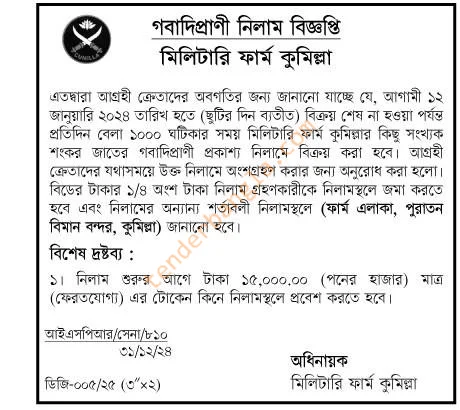 গবাদিপ্রাণী নিলাম বিজ্ঞপ্তি
মিলিটারি ফার্ম কুমিল্লা
CUMILLA
এতদ্বারা আগ্রহী ক্রেতাদের অবগতির জন্য জানানো যাচ্ছে যে, আগামী ১২
জানুয়ারি ২০২৪ তারিখ হতে (ছুটির দিন ব্যতীত) বিক্রয় শেষ না হওয়া পর্যন্ত
প্রতিদিন বেলা ১০০০ ঘটিকার সময় মিলিটারি ফার্ম কুমিল্লার কিছু সংখ্যক
শংকর জাতের গবাদিপ্রাণী প্রকাশ্য নিলামে বিক্রয় করা হবে। আগ্রহী
ক্রেতাদের যথাসময়ে উক্ত নিলামে অংশগ্রহণ করার জন্য অনুরোধ করা হলো।
বিডের টাকার ১/৪ অংশ টাকা নিলাম গ্রহণকারীকে নিলামস্থলে জমা করতে
হবে এবং নিলামের অন্যান্য শর্তাবলী নিলামস্থলে (ফার্ম এলাকা, পুরাতন
বিমান বন্দর, কুমিল্লা) জানানো হবে।
বিশেষ দ্রষ্টব্য :
১। নিলাম শুরুর আগে টাকা ১৫,০০০.০০ (পনের হাজার) মাত্র
(ফেরতযোগ্য) এর টোকেন কিনে নিলামস্থলে প্রবেশ করতে হবে।
আইএসপিআর/সেনা/৮১০
৩১/১২/২৪
অধিনায়ক
ডিজি-০০৫/২৫ (৩"×২)
মিলিটারি ফার্ম কুমিল্লা